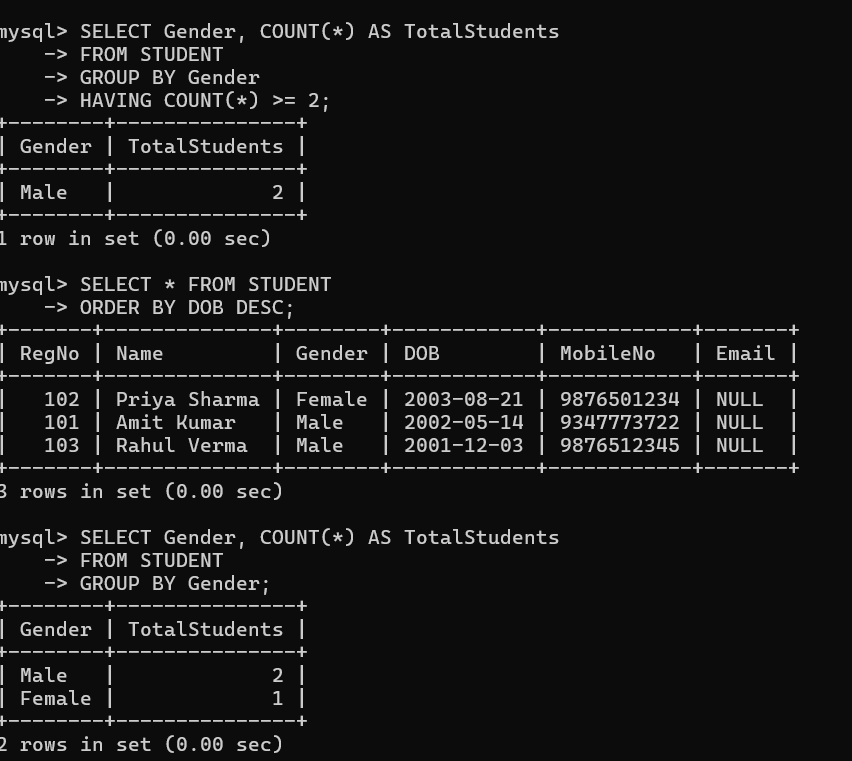 mysql> SELECT Gender, COUNT(*) AS TotalStudents
    -> FROM STUDENT
    -> GROUP BY Gender
    -> HAVING COUNT(*) >= 2;
+--------+---------------+
| Gender | TotalStudents |
+--------+---------------+
| Male   |             2 |
+--------+---------------+
1 row in set (0.00 sec)

mysql> SELECT * FROM STUDENT
    -> ORDER BY DOB DESC;
+-------+--------------+--------+------------+------------+-------+
| RegNo | Name         | Gender | DOB        | MobileNo   | Email |
+-------+--------------+--------+------------+------------+-------+
|   102 | Priya Sharma | Female | 2003-08-21 | 9876501234 | NULL  |
|   101 | Amit Kumar   | Male   | 2002-05-14 | 9347773722 | NULL  |
|   103 | Rahul Verma  | Male   | 2001-12-03 | 9876512345 | NULL  |
+-------+--------------+--------+------------+------------+-------+
3 rows in set (0.00 sec)

mysql> SELECT Gender, COUNT(*) AS TotalStudents
    -> FROM STUDENT
    -> GROUP BY Gender;
+--------+---------------+
| Gender | TotalStudents |
+--------+---------------+
| Male   |             2 |
| Female |             1 |
+--------+---------------+
2 rows in set (0.00 sec)